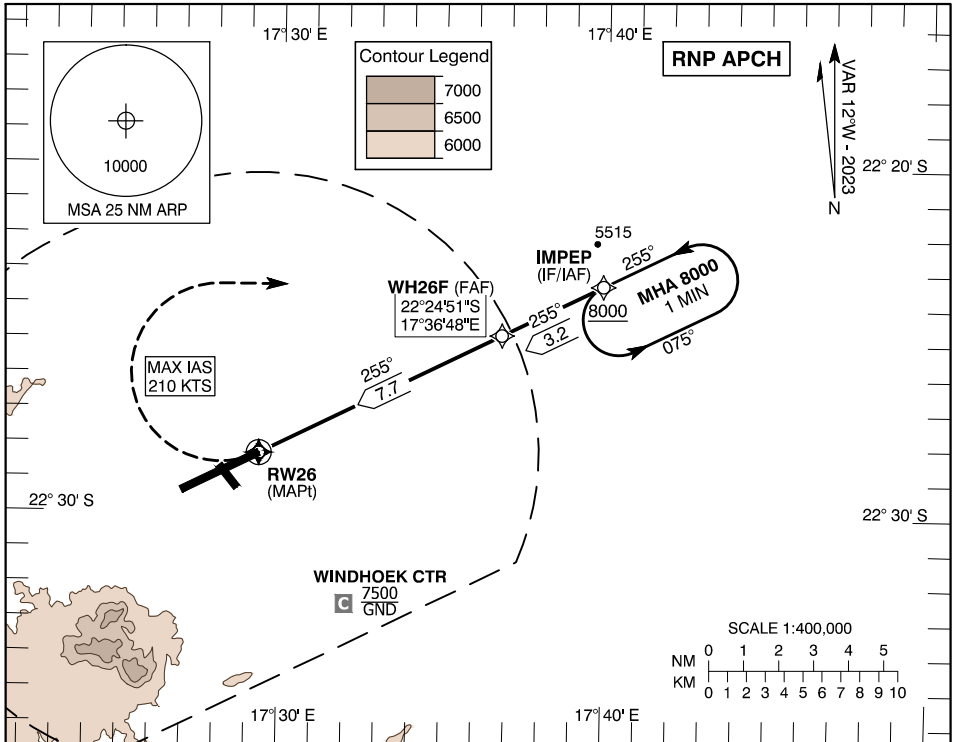 17° 30' E
17° 40' E
Contour Legend
7000
6500
6000
RNP APCH
VAR 12°W - 2023
N
10000
MSA 25 NM ARP
22° 20' S
5515
IMPEP
(IF/IAF)
255°
MHA 8000
1 MIN
8000
075°
WH26F (FAF)
22°24'51"S
17°36'48"E
255°
3.2
255°
7.7
MAX IAS
210 KTS
RW26
(MAPt)
22° 30' S
22° 30' S
WINDHOEK CTR
C 7500
GND
SCALE 1:400,000
NM 0 1 2 3 4 5
KM 0 1 2 3 4 5 6 7 8 9 10
17° 30' E
17° 40' E